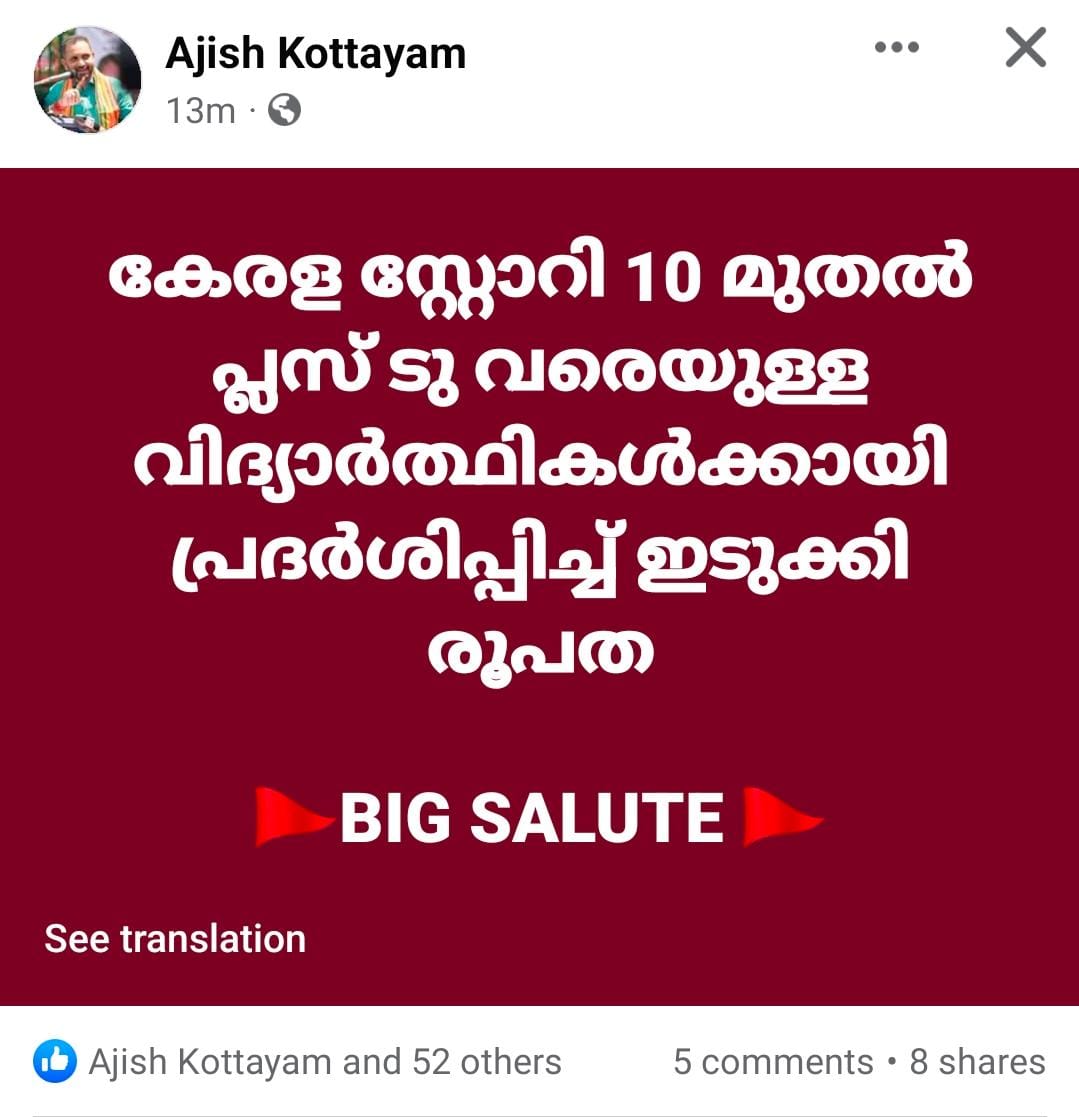 Ajish Kottayam
13m ·
കേരള സ്റ്റോറി 10 മുതൽ
പ്ലസ് ടു വരെയുള്ള
വിദ്യാർത്ഥികൾക്കായി
പ്രദർശിപ്പിച്ച് ഇടുക്കി
രൂപത
🚩BIG SALUTE🚩
See translation
Ajish Kottayam and 52 others 5 comments • 8 shares